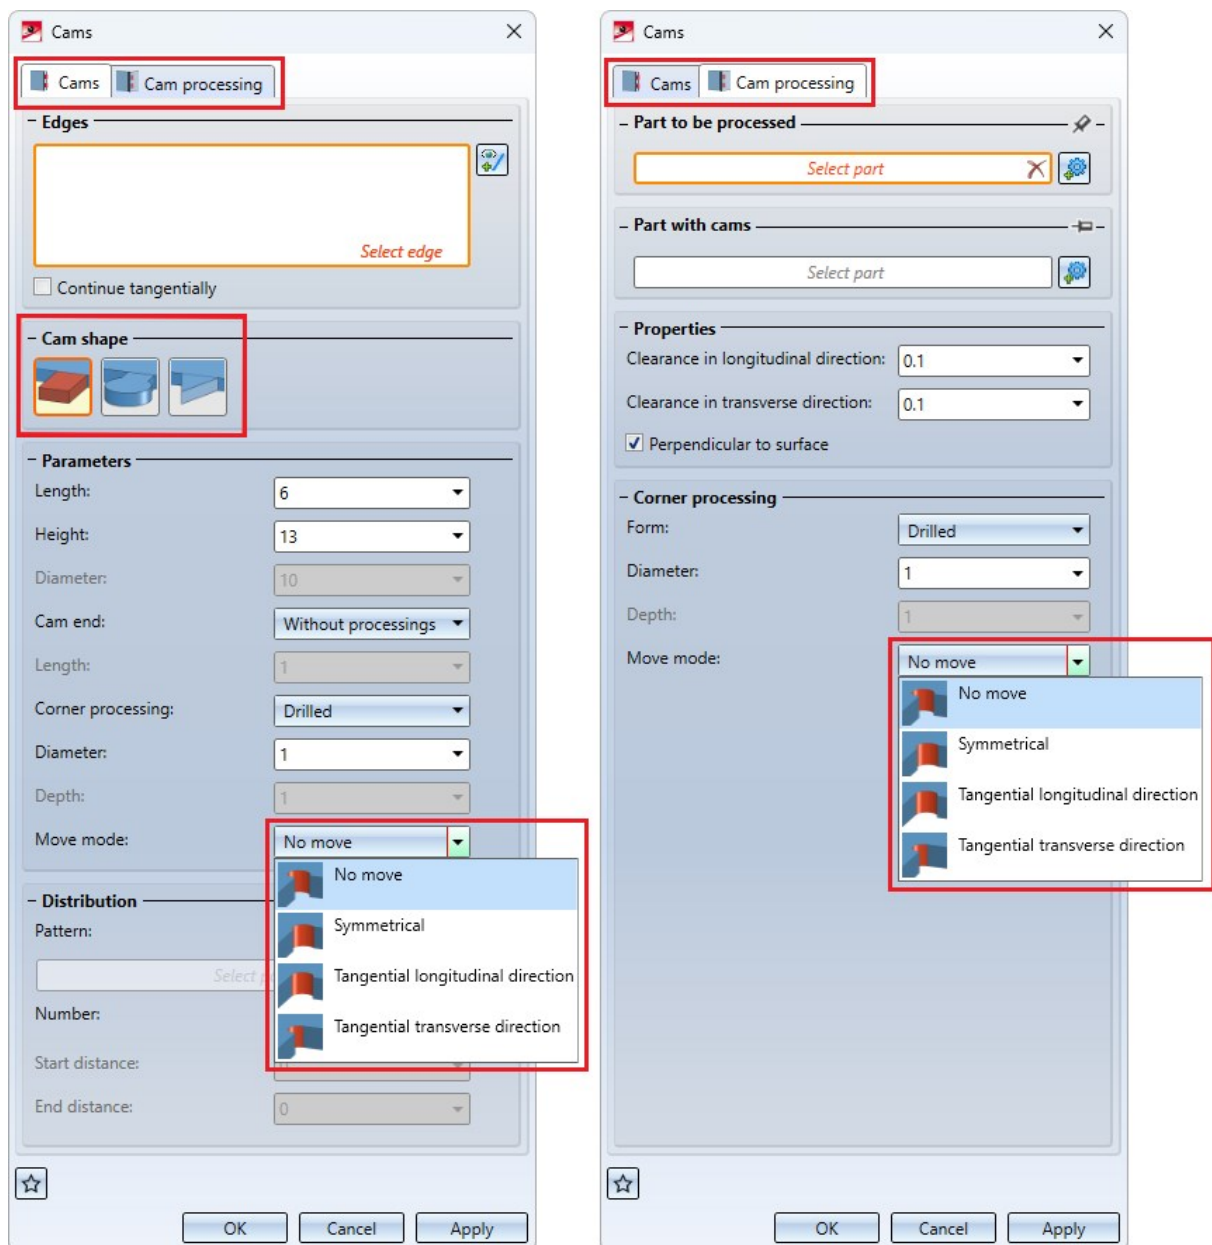 Cams
Cams
Cam processing
Edges
Select edge
Continue tangentially
Cam shape
Parameters
Length:
6
Height:
13
Diameter:
10
Cam end:
Without processings
Length:
1
Corner processing:
Drilled
Diameter:
1
Depth:
1
Move mode:
No move
No move
Symmetrical
Tangential longitudinal direction
Tangential transverse direction
Distribution
Pattern:
Select
Number:
Start distance:
End distance:
0
OK
Cancel
Apply
Cams
Cams
Cam processing
Part to be processed
Select part
Part with cams
Select part
Properties
Clearance in longitudinal direction:
0.1
Clearance in transverse direction:
0.1
Perpendicular to surface
Corner processing
Form:
Drilled
Diameter:
1
Depth:
1
Move mode:
No move
No move
Symmetrical
Tangential longitudinal direction
Tangential transverse direction
OK
Cancel
Apply